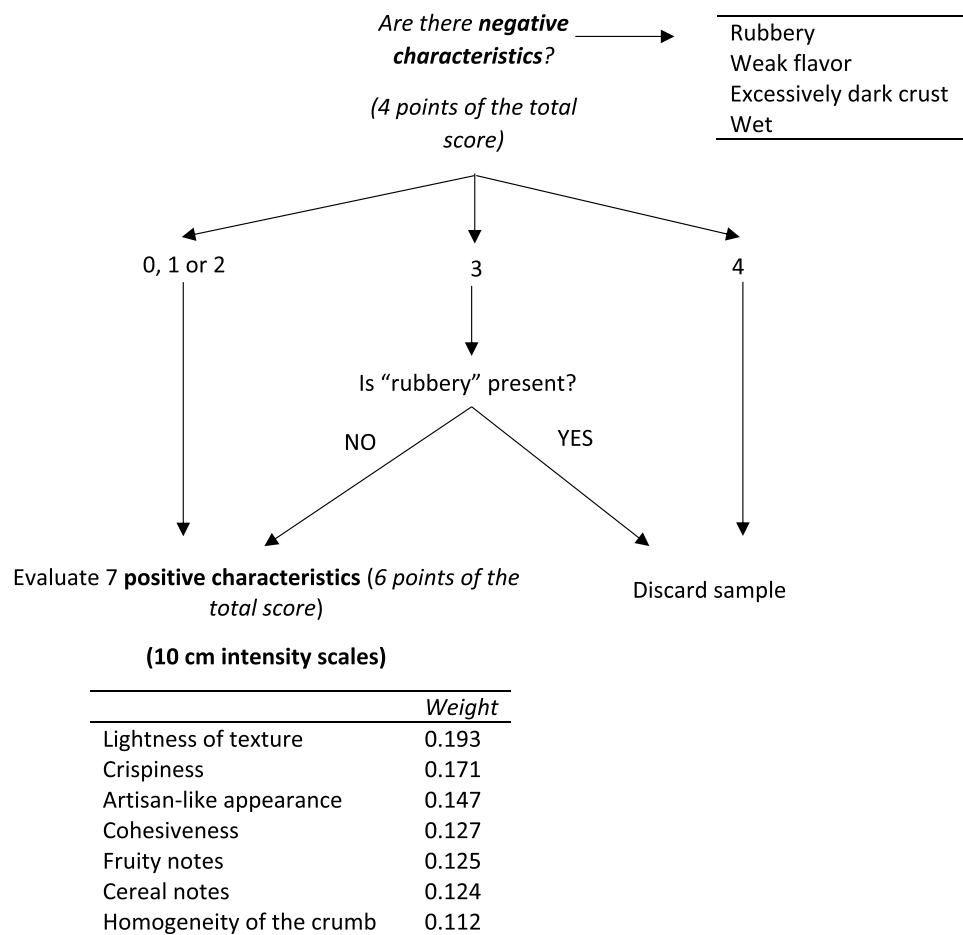 Are there negative
characteristics?
(4 points of the total
score)
Rubbery
Weak flavor
Excessively dark crust
Wet
0, 1 or 2
3
4
Is “rubbery” present?
NO
YES
Evaluate 7 positive characteristics (6 points of the
total score)
Discard sample
(10 cm intensity scales)
Weight
Lightness of texture 0.193
Crispiness 0.171
Artisan-like appearance 0.147
Cohesiveness 0.127
Fruity notes 0.125
Cereal notes 0.124
Homogeneity of the crumb 0.112